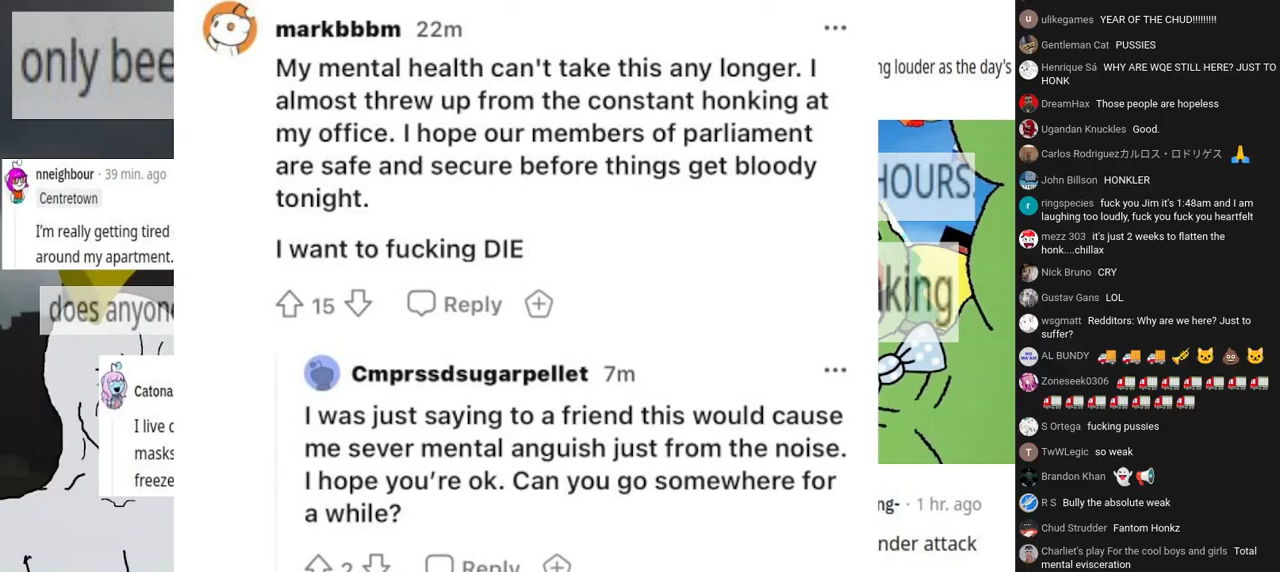 only bee
nneighbour · 39 min. ago
Centretown
I'm really getting tired
around my apartment.
does anyon
Catona
I live c
masks
freeze
markbbbm 22m
My mental health can't take this any longer. I
almost threw up from the constant honking at
my office. I hope our members of parliament
are safe and secure before things get bloody
tonight.
I want to fucking DIE
15 Reply
Cmprssdsugarpellet 7m
I was just saying to a friend this would cause
me sever mental anguish just from the noise.
I hope you're ok. Can you go somewhere for
a while?
2 Reply
ng louder as the day's
HOURS.
king
ng- · 1 hr. ago
nder attack
ulikegames YEAR OF THE CHUD!!!!!!!!!
Gentleman Cat PUSSIES
Henrique Sá WHY ARE WQE STILL HERE? JUST TO
HONK
DreamHax Those people are hopeless
Ugandan Knuckles Good.
Carlos Rodriguezカルロス・ロドリゲス 🙏
John Billson HONKLER
ringspecies fuck you Jim it's 1:48am and I am
laughing too loudly, fuck you fuck you heartfelt
mezz 303 it's just 2 weeks to flatten the
honk....chillax
Nick Bruno CRY
Gustav Gans LOL
wsgmatt Redditors: Why are we here? Just to
suffer?
AL BUNDY 🚚 🚚 🚚 🎺 🐱 💩 🐱
Zoneseek0306 🚛 🚛 🚛 🚛 🚛 🚛 🚛
🚛 🚛 🚛 🚛 🚛 🚛 🚛
S Ortega fucking pussies
TwWLegic so weak
Brandon Khan 👻 📢
R S Bully the absolute weak
Chud Strudder Fantom Honkz
Charliet's play For the cool boys and girls Total
mental evisceration